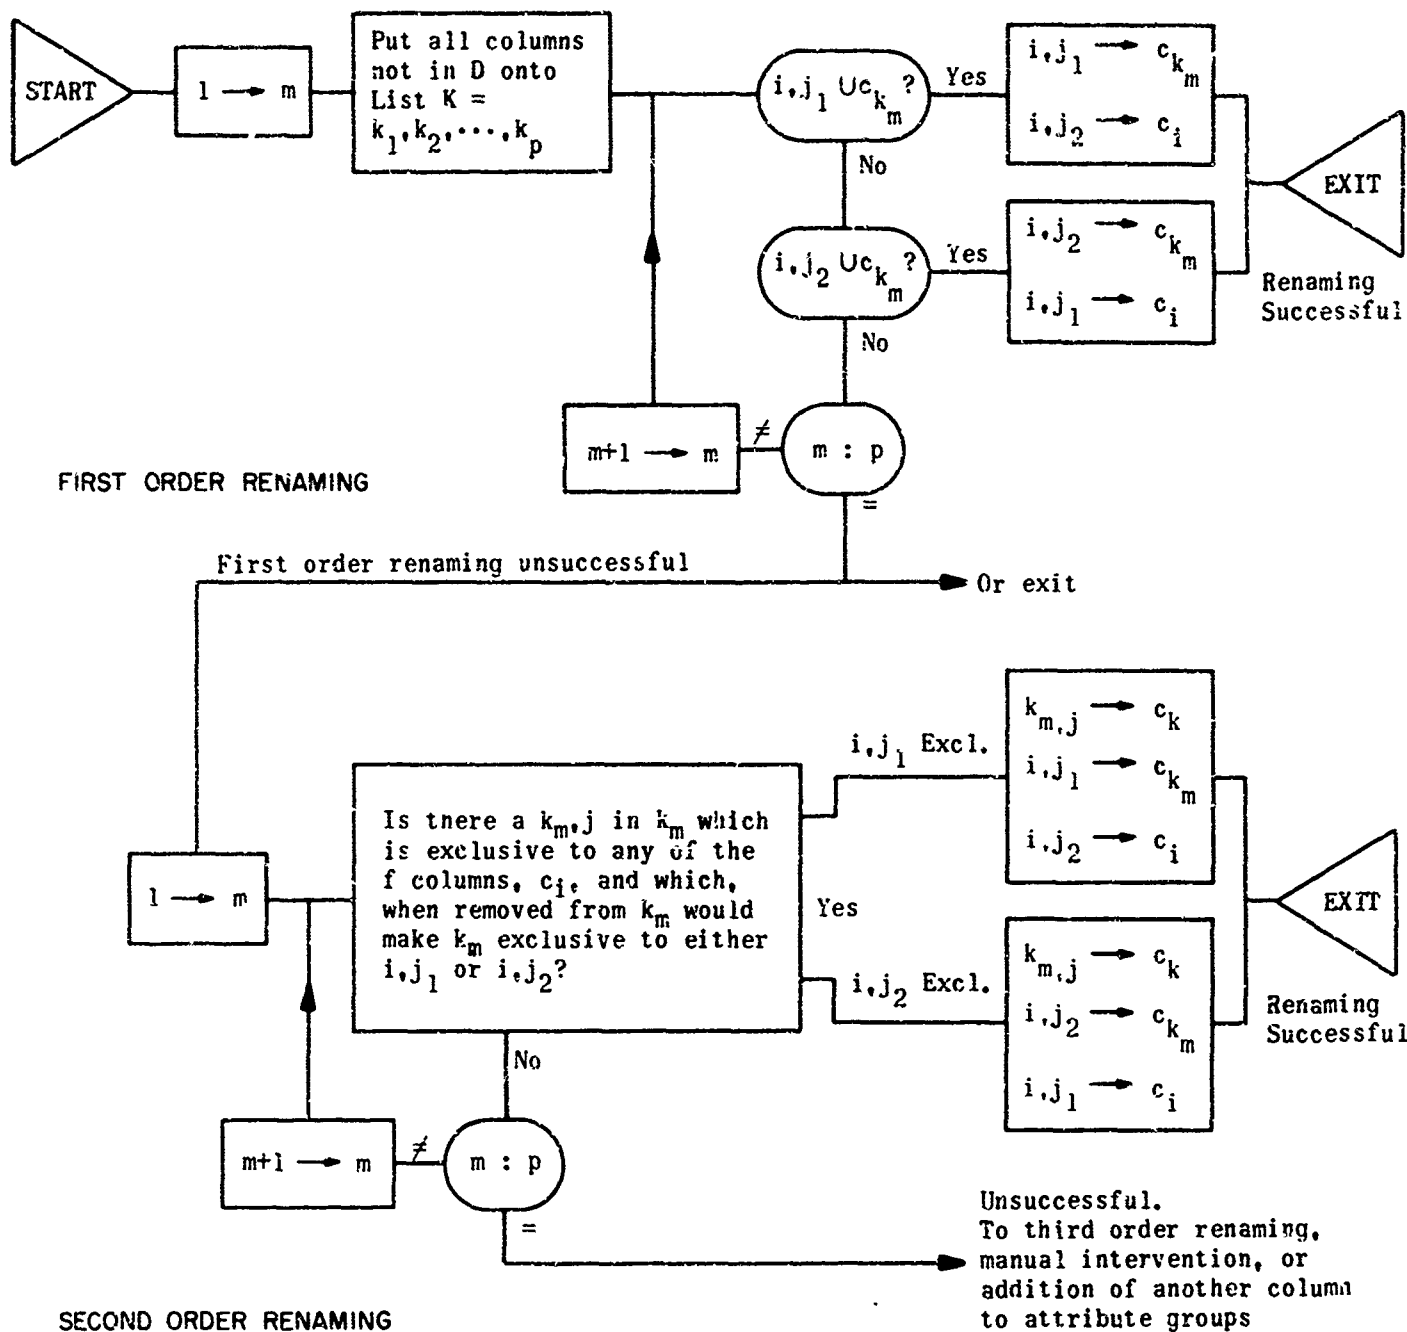 START
1 → m
Put all columns
not in D onto
List K =
k₁,k₂,···,kₚ
i,j₁ ∪cₖₘ?
Yes
i,j₁ → cₖₘ
i,j₂ → cᵢ
EXIT
No
i,j₂ ∪cₖₘ?
Yes
i,j₂ → cₖₘ
i,j₁ → cᵢ
Renaming
Successful
No
m+1 → m
≠
m : p
=
FIRST ORDER RENAMING
First order renaming unsuccessful
Or exit
1 → m
Is there a kₘ,j in kₘ which
is exclusive to any of the
f columns, cᵢ, and which,
when removed from kₘ would
make kₘ exclusive to either
i,j₁ or i,j₂?
i,j₁ Excl.
Yes
i,j₂ Excl.
kₘ,ⱼ → cₖ
i,j₁ → cₖₘ
i,j₂ → cᵢ
kₘ,ⱼ → cₖ
i,j₂ → cₖₘ
i,j₁ → cᵢ
EXIT
Renaming
Successful
No
m+1 → m
≠
m : p
=
Unsuccessful.
To third order renaming,
manual intervention, or
addition of another column
to attribute groups
SECOND ORDER RENAMING